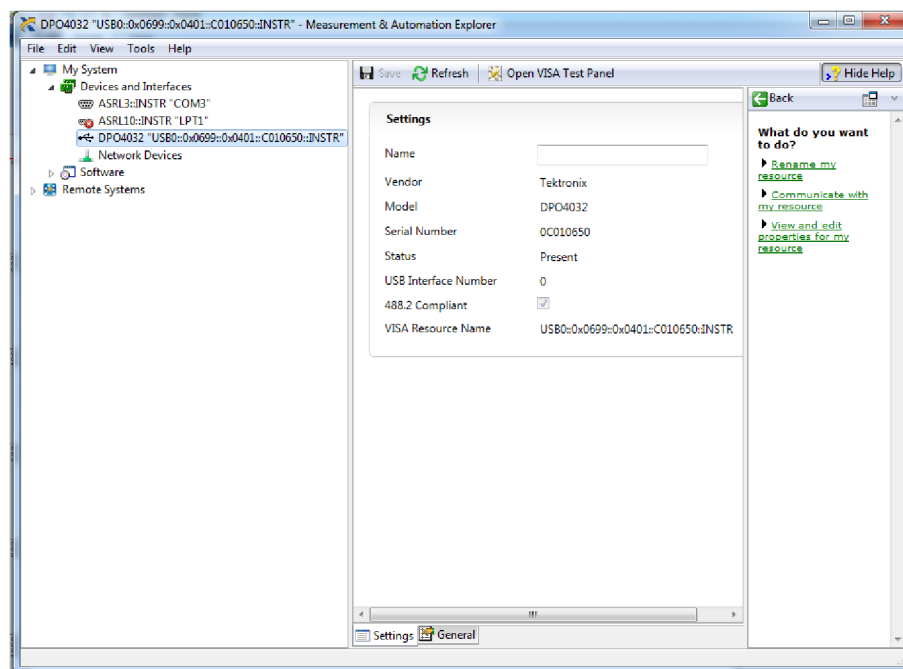 DPO4032 "USB0::0x0699::0x0401::C010650::INSTR" - Measurement & Automation Explorer
File Edit View Tools Help
My System
Devices and Interfaces
ASRL3::INSTR "COM3"
ASRL10::INSTR "LPT1"
DPO4032 "USB0::0x0699::0x0401::C010650::INSTR"
Network Devices
Software
Remote Systems
Save Refresh Open VISA Test Panel Hide Help
Settings
Name
Vendor Tektronix
Model DPO4032
Serial Number 0C010650
Status Present
USB Interface Number 0
488.2 Compliant
VISA Resource Name USB0::0x0699::0x0401::C010650::INSTR
Settings General
Back
What do you want
to do?
Rename my
resource
Communicate with
my resource
View and edit
properties for my
resource